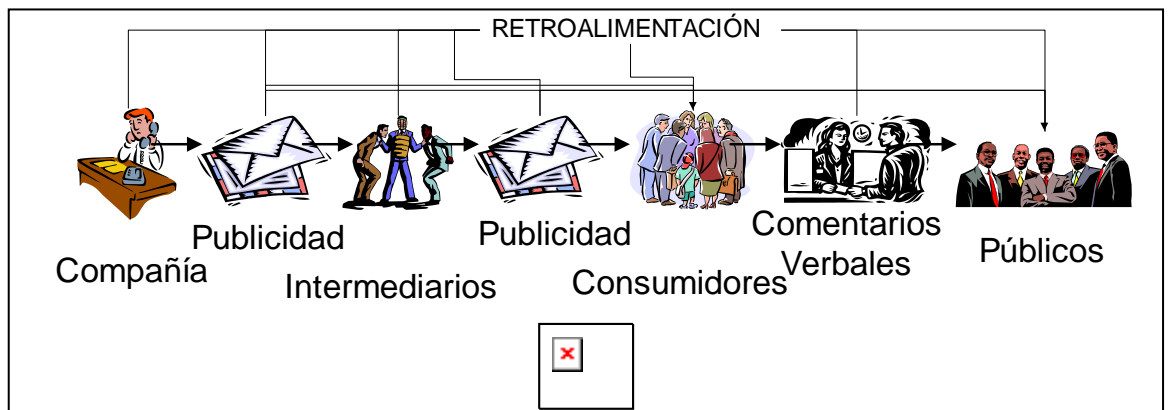 RETROALIMENTACIÓN
Compañía
Publicidad
Intermediarios
Publicidad
Consumidores
Comentarios
Verbales
Públicos